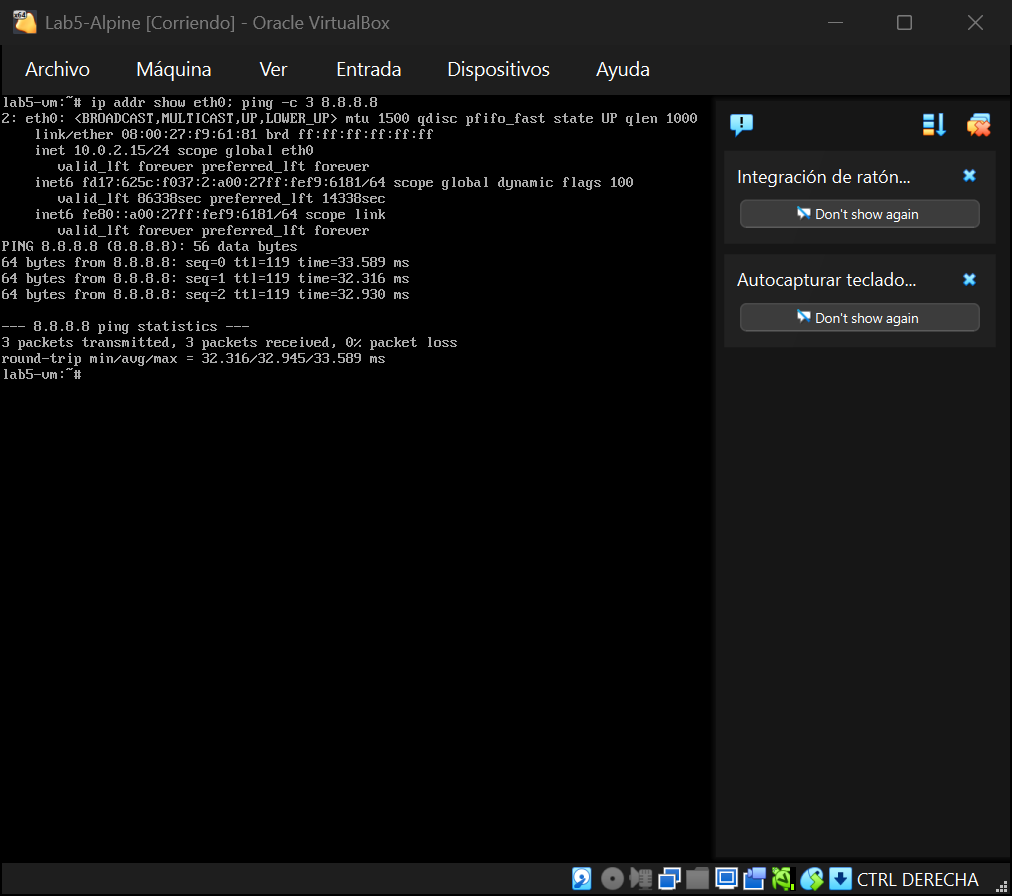 Lab5-Alpine [Corriendo] - Oracle VirtualBox
Archivo Máquina Ver Entrada Dispositivos Ayuda
lab5-vm:~# ip addr show eth0; ping -c 3 8.8.8.8
2: eth0: <BROADCAST,MULTICAST,UP,LOWER_UP> mtu 1500 qdisc pfifo_fast state UP qlen 1000
    link/ether 08:00:27:f9:61:81 brd ff:ff:ff:ff:ff:ff
    inet 10.0.2.15/24 scope global eth0
       valid_lft forever preferred_lft forever
    inet6 fd17:625c:f037:2:a00:27ff:fef9:6181/64 scope global dynamic flags 100
       valid_lft 86338sec preferred_lft 14338sec
    inet6 fe80::a00:27ff:fef9:6181/64 scope link
       valid_lft forever preferred_lft forever
PING 8.8.8.8 (8.8.8.8): 56 data bytes
64 bytes from 8.8.8.8: seq=0 ttl=119 time=33.589 ms
64 bytes from 8.8.8.8: seq=1 ttl=119 time=32.316 ms
64 bytes from 8.8.8.8: seq=2 ttl=119 time=32.930 ms
--- 8.8.8.8 ping statistics ---
3 packets transmitted, 3 packets received, 0% packet loss
round-trip min/avg/max = 32.316/32.945/33.589 ms
lab5-vm:~#
Integración de ratón...
Don't show again
Autocapturar teclado...
Don't show again
CTRL DERECHA